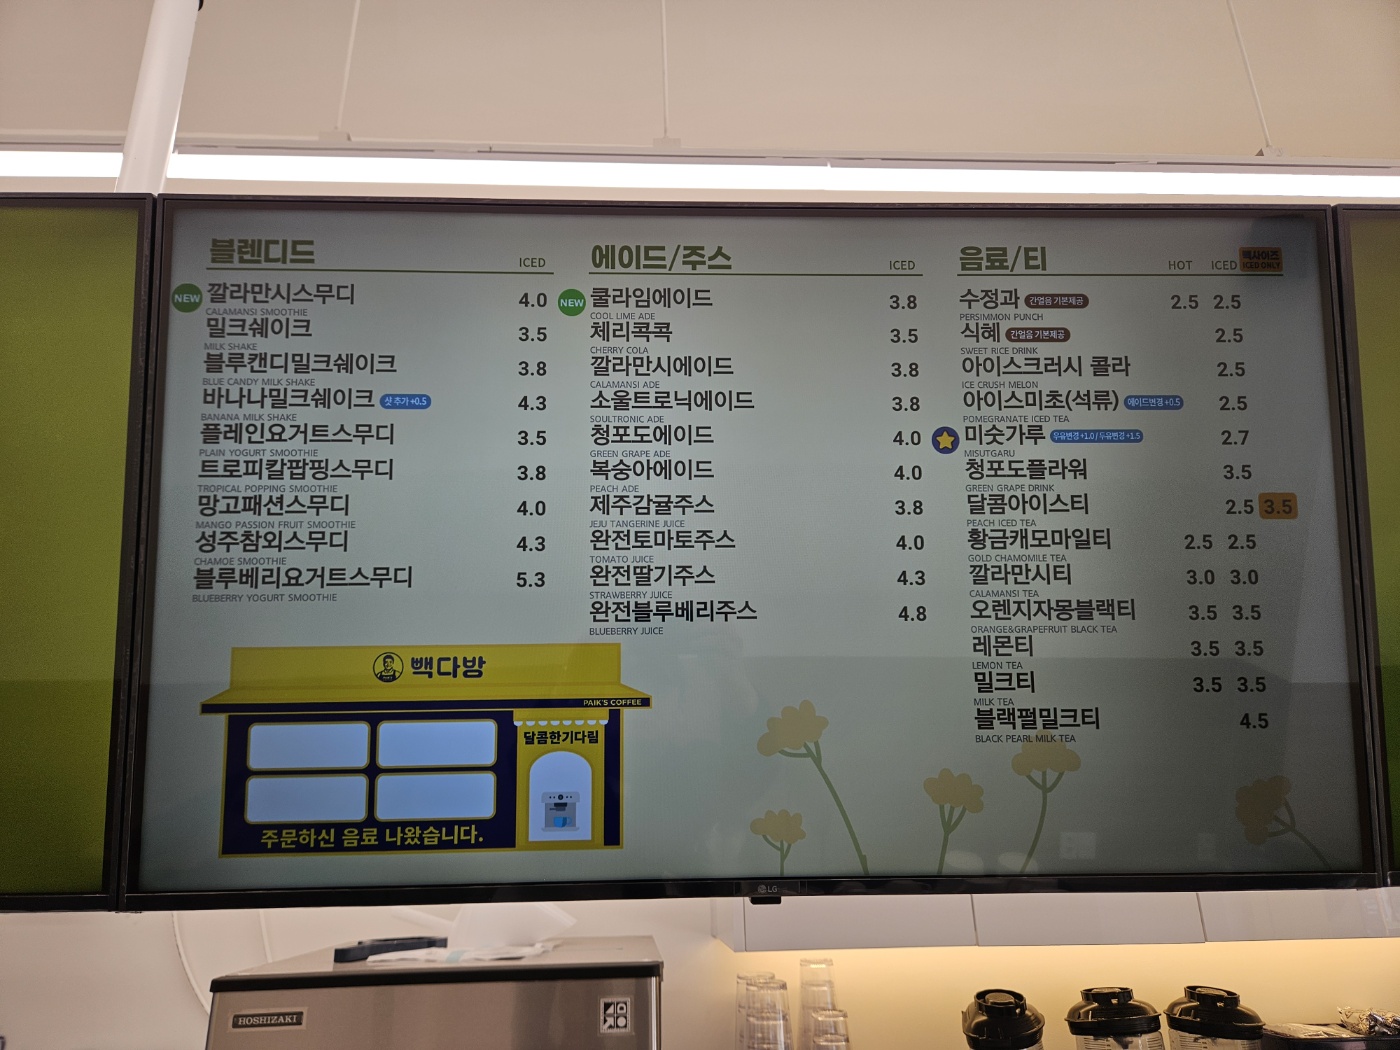 블렌디드
ICED
NEW 깔라만시스무디 4.0
CALAMANSI SMOOTHIE
밀크쉐이크 3.5
MILK SHAKE
블루캔디밀크쉐이크 3.8
BLUE CANDY MILK SHAKE
바나나밀크쉐이크 샷 추가 +0.5 4.3
BANANA MILK SHAKE
플레인요거트스무디 3.5
PLAIN YOGURT SMOOTHIE
트로피칼팝핑스무디 3.8
TROPICAL POPPING SMOOTHIE
망고패션스무디 4.0
MANGO PASSION FRUIT SMOOTHIE
성주참외스무디 4.3
CHAMOE SMOOTHIE
블루베리요거트스무디 5.3
BLUEBERRY YOGURT SMOOTHIE
에이드/주스
ICED
NEW 쿨라임에이드 3.8
COOL LIME ADE
체리콕콕 3.5
CHERRY COLA
깔라만시에이드 3.8
CALAMANSI ADE
소울트로닉에이드 3.8
SOULTRONIC ADE
청포도에이드 4.0
GREEN GRAPE ADE
복숭아에이드 4.0
PEACH ADE
제주감귤주스 3.8
JEJU TANGERINE JUICE
완전토마토주스 4.0
TOMATO JUICE
완전딸기주스 4.3
STRAWBERRY JUICE
완전블루베리주스 4.8
BLUEBERRY JUICE
음료/티
HOT ICED 빽사이즈
ICED ONLY
수정과 간얼음 기본제공 2.5 2.5
PERSIMMON PUNCH
식혜 간얼음 기본제공 2.5
SWEET RICE DRINK
아이스크러시 콜라 2.5
ICE CRUSH MELON
아이스미초(석류) 에이드변경 +0.5 2.5
POMEGRANATE ICED TEA
미숫가루 우유변경 +1.0 / 두유변경 +1.5 2.7
MISUTGARU
청포도플라워 3.5
GREEN GRAPE DRINK
달콤아이스티 2.5 3.5
PEACH ICED TEA
황금캐모마일티 2.5 2.5
GOLD CHAMOMILE TEA
깔라만시티 3.0 3.0
CALAMANSI TEA
오렌지자몽블랙티 3.5 3.5
ORANGE&GRAPEFRUIT BLACK TEA
레몬티 3.5 3.5
LEMON TEA
밀크티 3.5 3.5
MILK TEA
블랙펄밀크티 4.5
BLACK PEARL MILK TEA
빽다방
PAIK'S COFFEE
달콤한기다림
주문하신 음료 나왔습니다.
LG
HOSHIZAKI